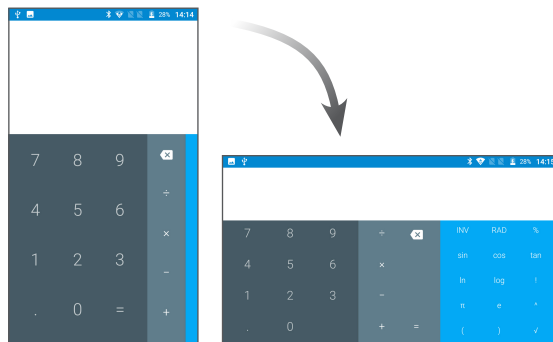 28% 14:14
7 8 9
÷
4 5 6
×
1 2 3
−
. 0 = +
28% 14:15
7 8 9 ÷ INV RAD %
4 5 6 × sin cos tan
1 2 3 − ln log !
π e ^
. 0 + = ( ) √